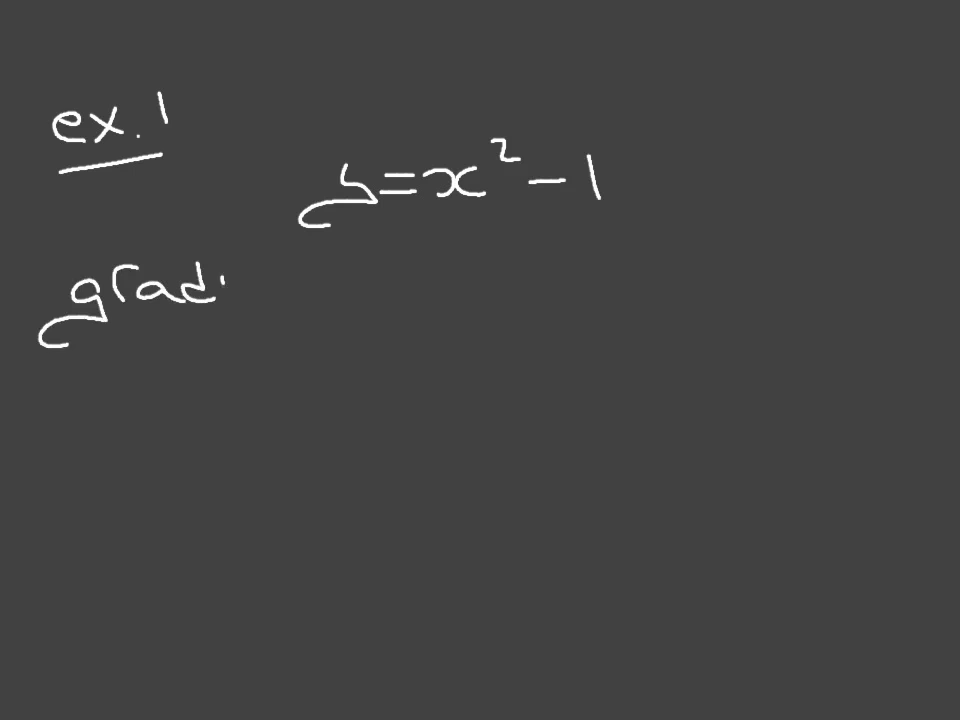 ex. 1
y = x² - 1
grad